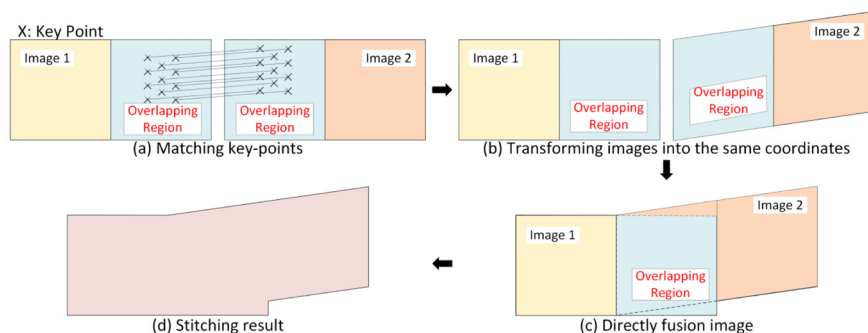 X: Key Point
Image 1
Image 2
Overlapping
Region
Overlapping
Region
(a) Matching key-points
Image 1
Image 2
Overlapping
Region
Overlapping
Region
(b) Transforming images into the same coordinates
(d) Stitching result
Image 1
Image 2
Overlapping
Region
(c) Directly fusion image